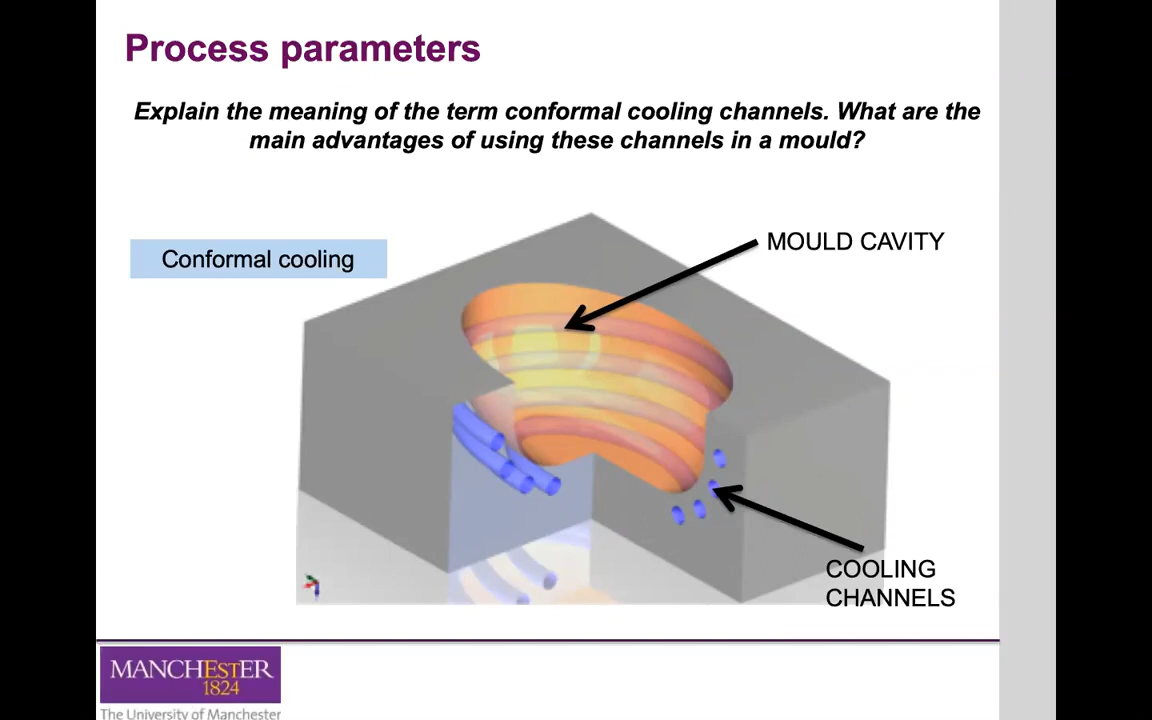 Process parameters
Explain the meaning of the term conformal cooling channels. What are the
main advantages of using these channels in a mould?
Conformal cooling
MOULD CAVITY
COOLING
CHANNELS
MANCHESTER
1824
The University of Manchester